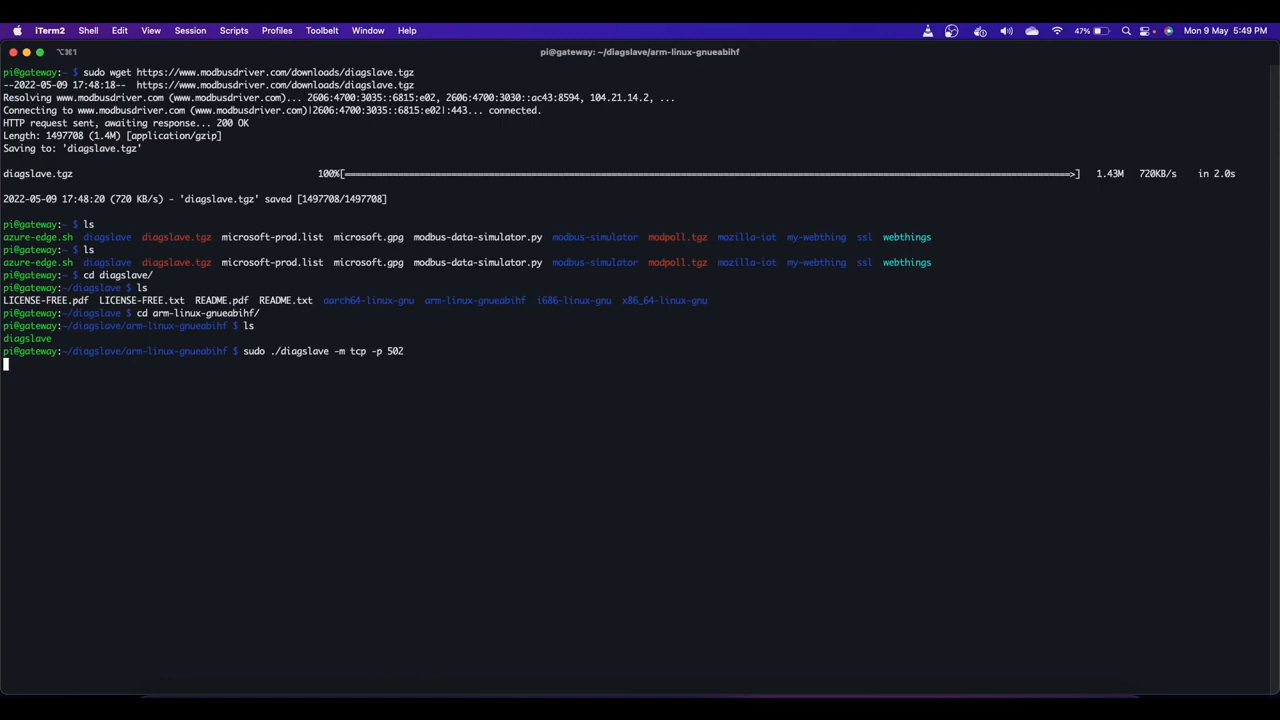 iTerm2 Shell Edit View Session Scripts Profiles Toolbelt Window Help 47% Mon 9 May 5:49 PM
⌥⌘1 pi@gateway: ~/diagslave/arm-linux-gnueabihf
pi@gateway:~ $ sudo wget https://www.modbusdriver.com/downloads/diagslave.tgz
--2022-05-09 17:48:18-- https://www.modbusdriver.com/downloads/diagslave.tgz
Resolving www.modbusdriver.com (www.modbusdriver.com)... 2606:4700:3035::6815:e02, 2606:4700:3030::ac43:8594, 104.21.14.2, ...
Connecting to www.modbusdriver.com (www.modbusdriver.com)|2606:4700:3035::6815:e02|:443... connected.
HTTP request sent, awaiting response... 200 OK
Length: 1497708 (1.4M) [application/gzip]
Saving to: 'diagslave.tgz'
diagslave.tgz 100%[===================================================>] 1.43M 720KB/s in 2.0s
2022-05-09 17:48:20 (720 KB/s) - 'diagslave.tgz' saved [1497708/1497708]
pi@gateway:~ $ ls
azure-edge.sh diagslave diagslave.tgz microsoft-prod.list microsoft.gpg modbus-data-simulator.py modbus-simulator modpoll.tgz mozilla-iot my-webthing ssl webthings
pi@gateway:~ $ ls
azure-edge.sh diagslave diagslave.tgz microsoft-prod.list microsoft.gpg modbus-data-simulator.py modbus-simulator modpoll.tgz mozilla-iot my-webthing ssl webthings
pi@gateway:~ $ cd diagslave/
pi@gateway:~/diagslave $ ls
LICENSE-FREE.pdf LICENSE-FREE.txt README.pdf README.txt aarch64-linux-gnu arm-linux-gnueabihf i686-linux-gnu x86_64-linux-gnu
pi@gateway:~/diagslave $ cd arm-linux-gnueabihf/
pi@gateway:~/diagslave/arm-linux-gnueabihf $ ls
diagslave
pi@gateway:~/diagslave/arm-linux-gnueabihf $ sudo ./diagslave -m tcp -p 502